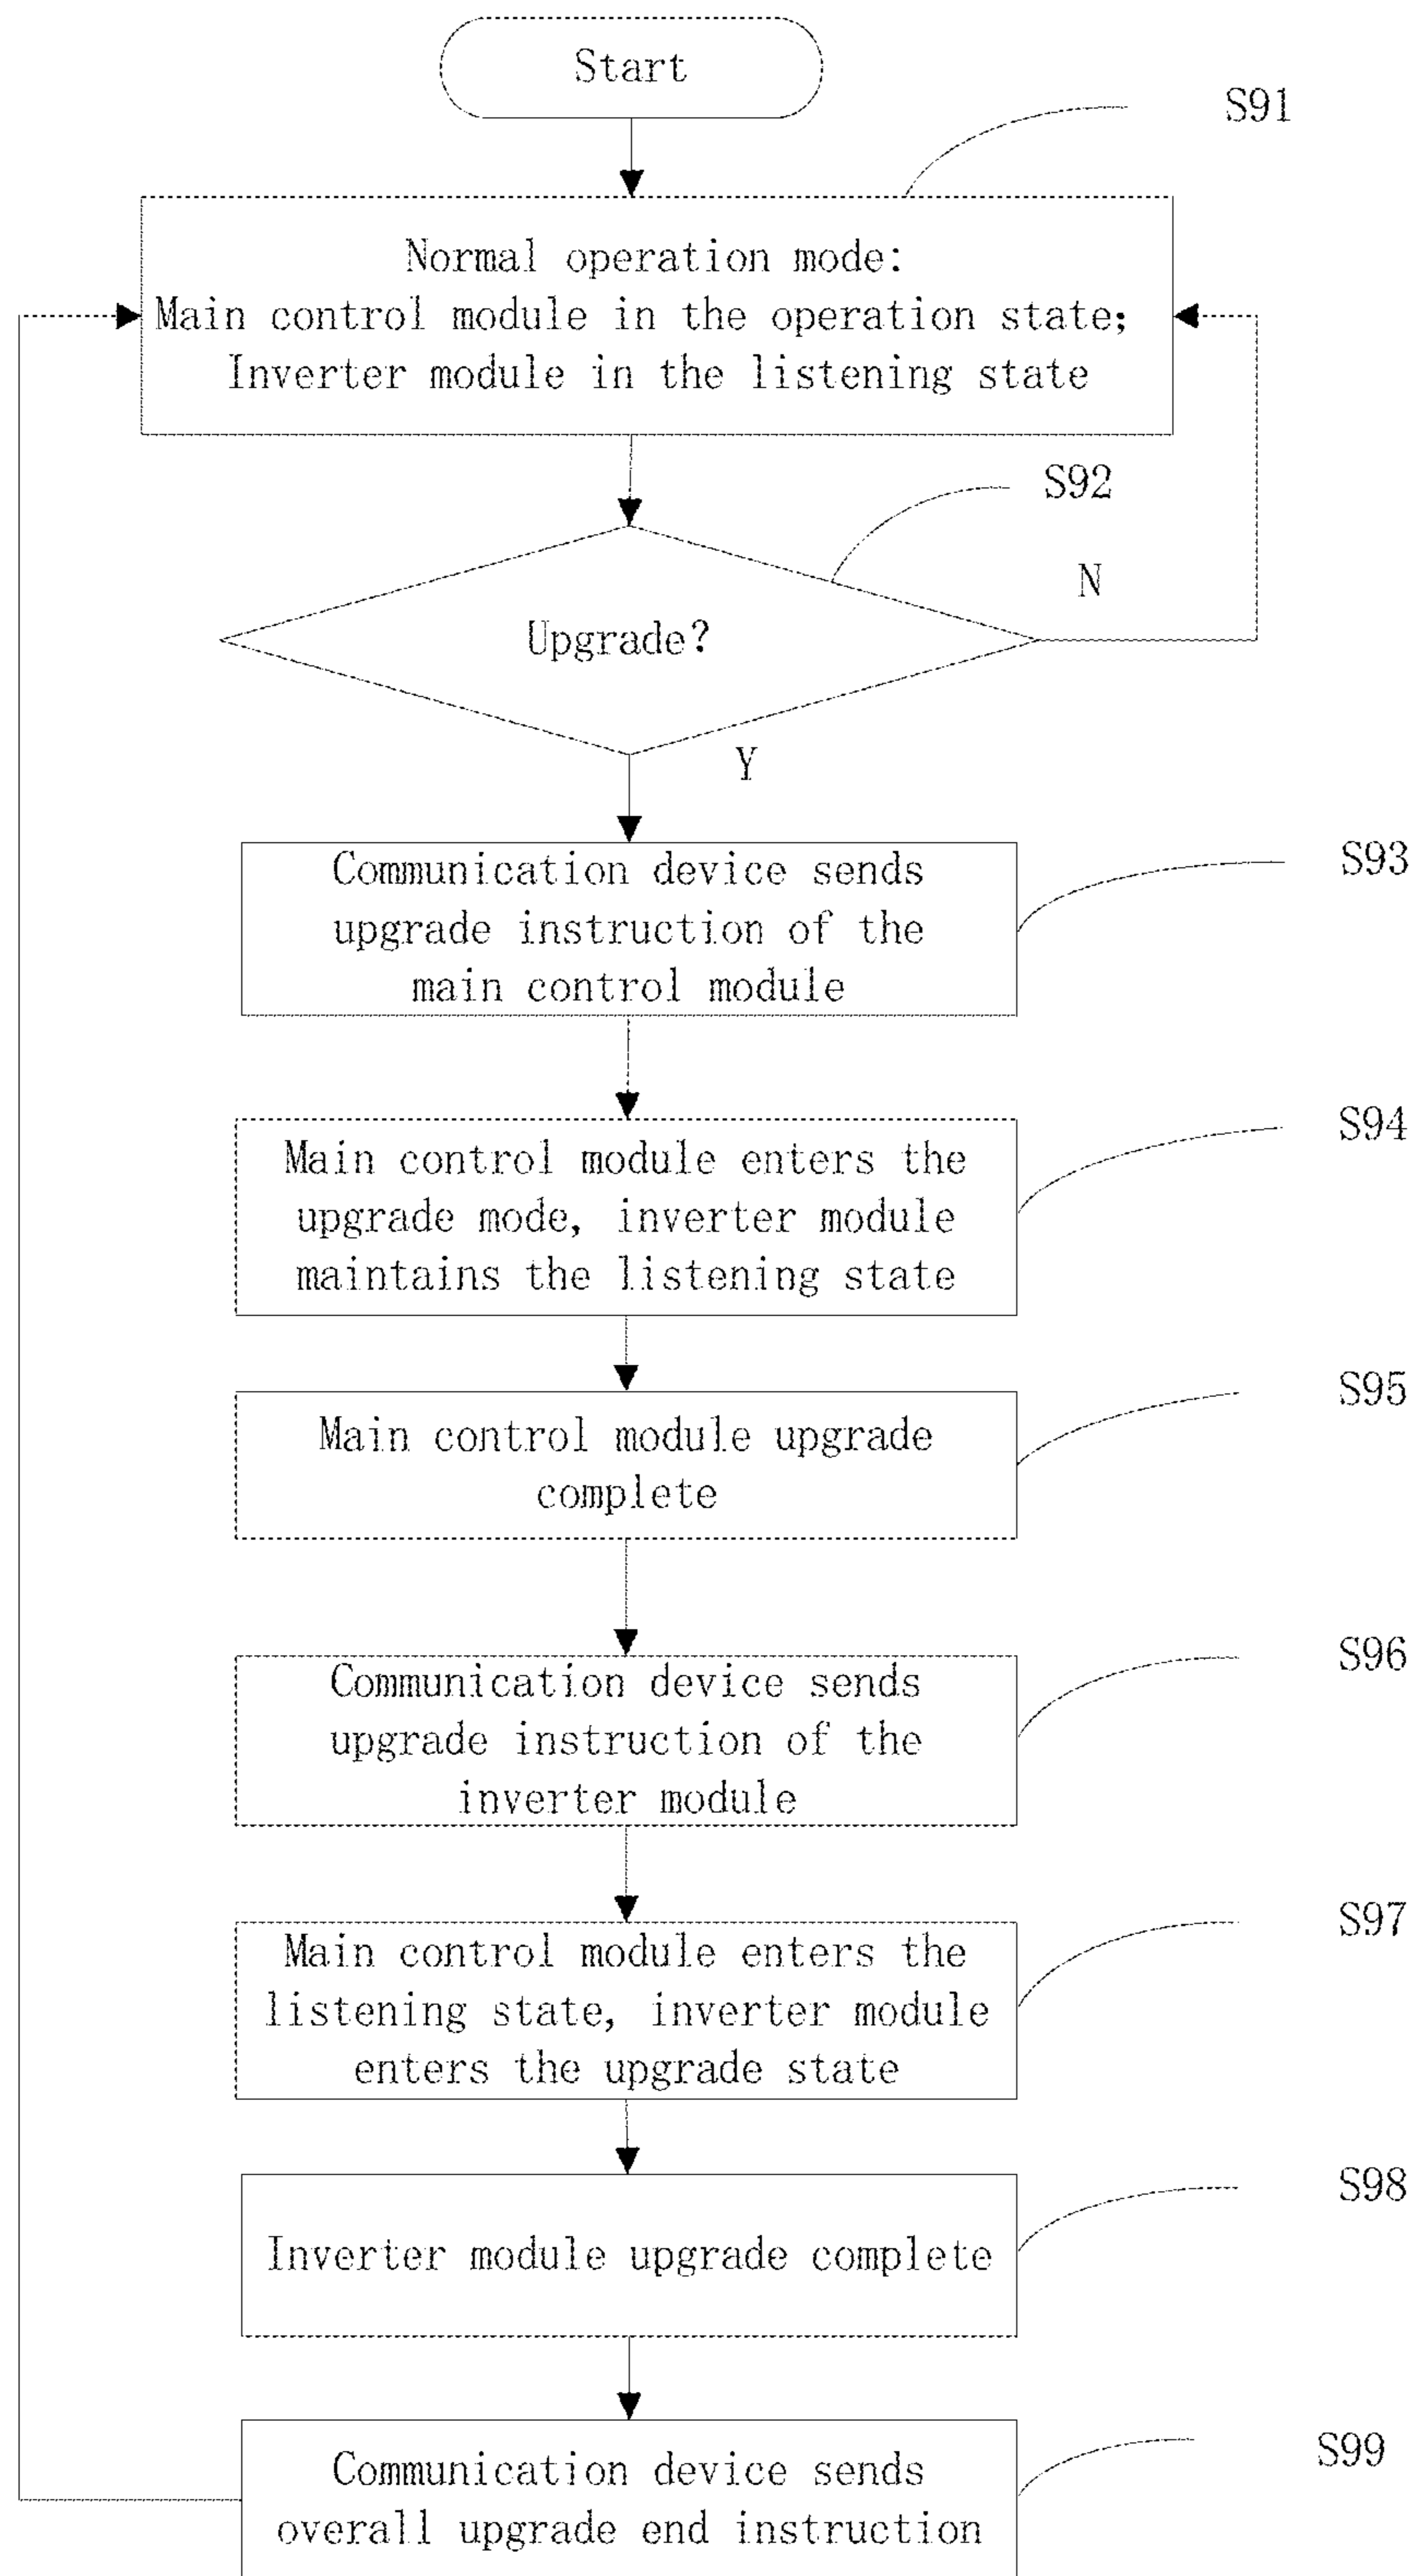 Start
S91
Normal operation mode:
Main control module in the operation state;
Inverter module in the listening state
S92
N
Upgrade?
Y
S93
Communication device sends
upgrade instruction of the
main control module
S94
Main control module enters the
upgrade mode, inverter module
maintains the listening state
S95
Main control module upgrade
complete
S96
Communication device sends
upgrade instruction of the
inverter module
S97
Main control module enters the
listening state, inverter module
enters the upgrade state
S98
Inverter module upgrade complete
S99
Communication device sends
overall upgrade end instruction